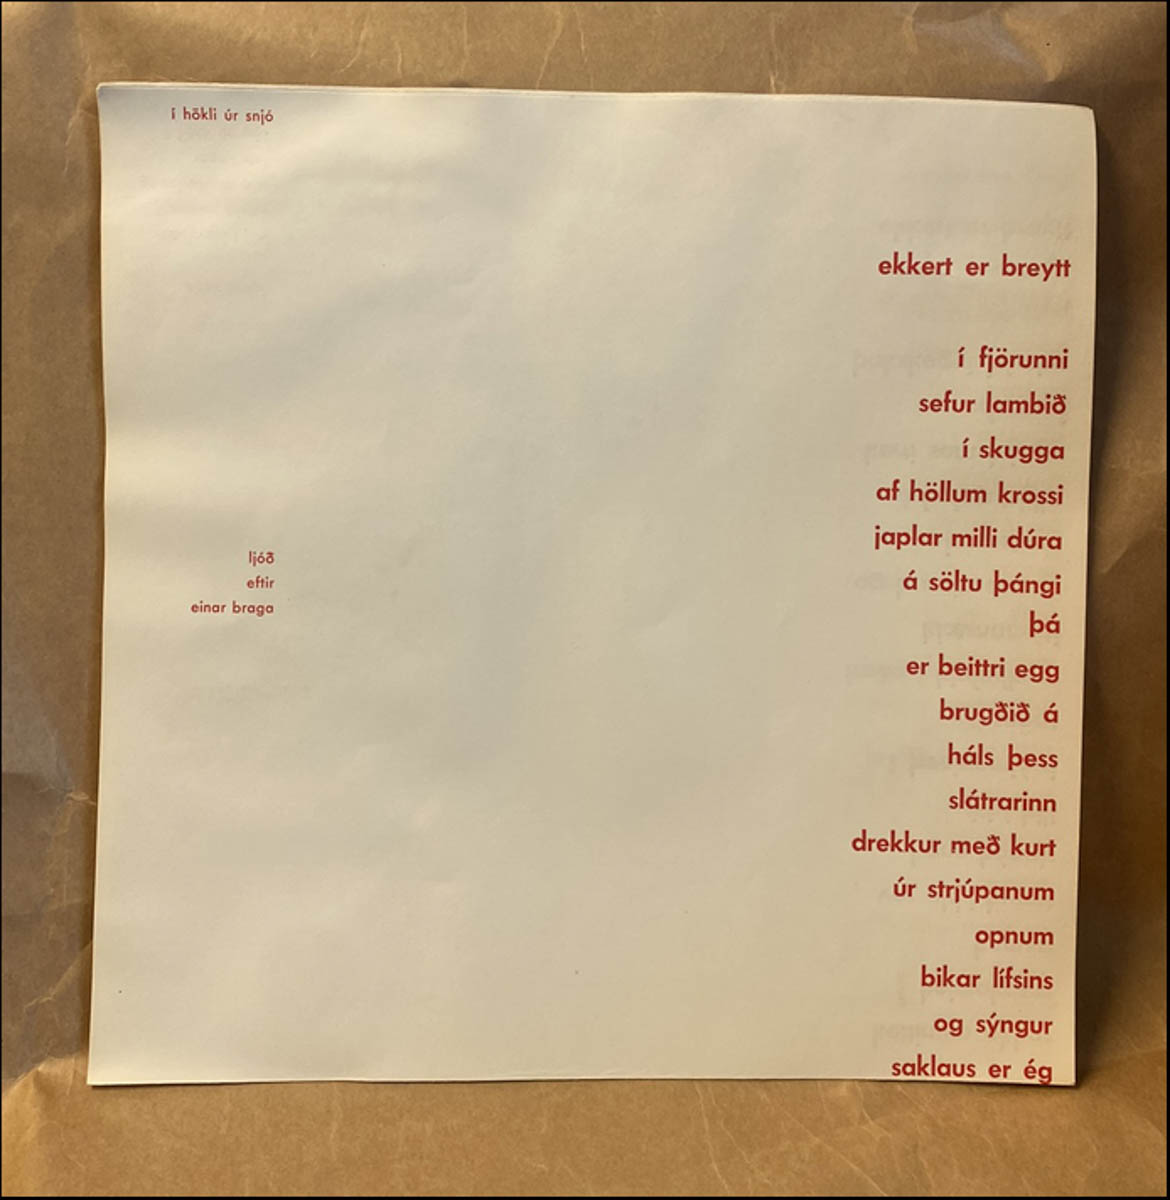 í hökli úr snjó
ekkert er breytt
í fjörunni
sefur lambið
í skugga
af höllum krossi
japlar milli dúra
á söltu þángi
þá
er beittri egg
brugðið á
háls þess
slátrarinn
drekkur með kurt
úr strjúpanum
opnum
bikar lífsins
og sýngur
saklaus er ég
ljóð
eftir
einar braga